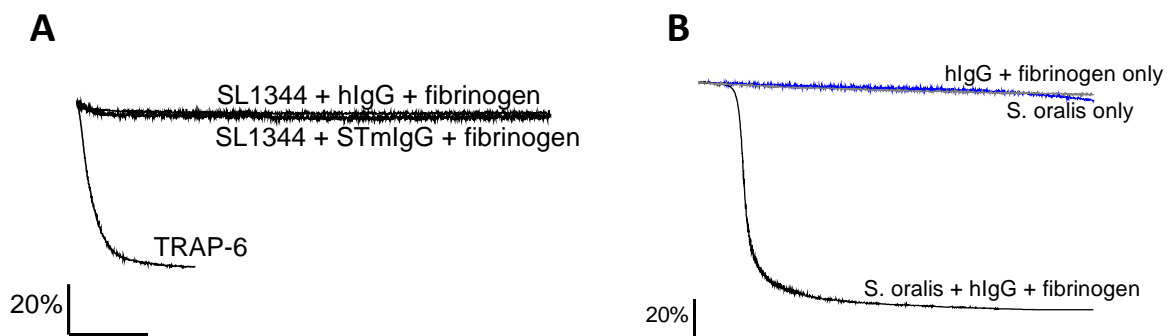 A
SL1344 + hIgG + fibrinogen
SL1344 + STmIgG + fibrinogen
TRAP-6
20%
B
hIgG + fibrinogen only
S. oralis only
S. oralis + hIgG + fibrinogen
20%